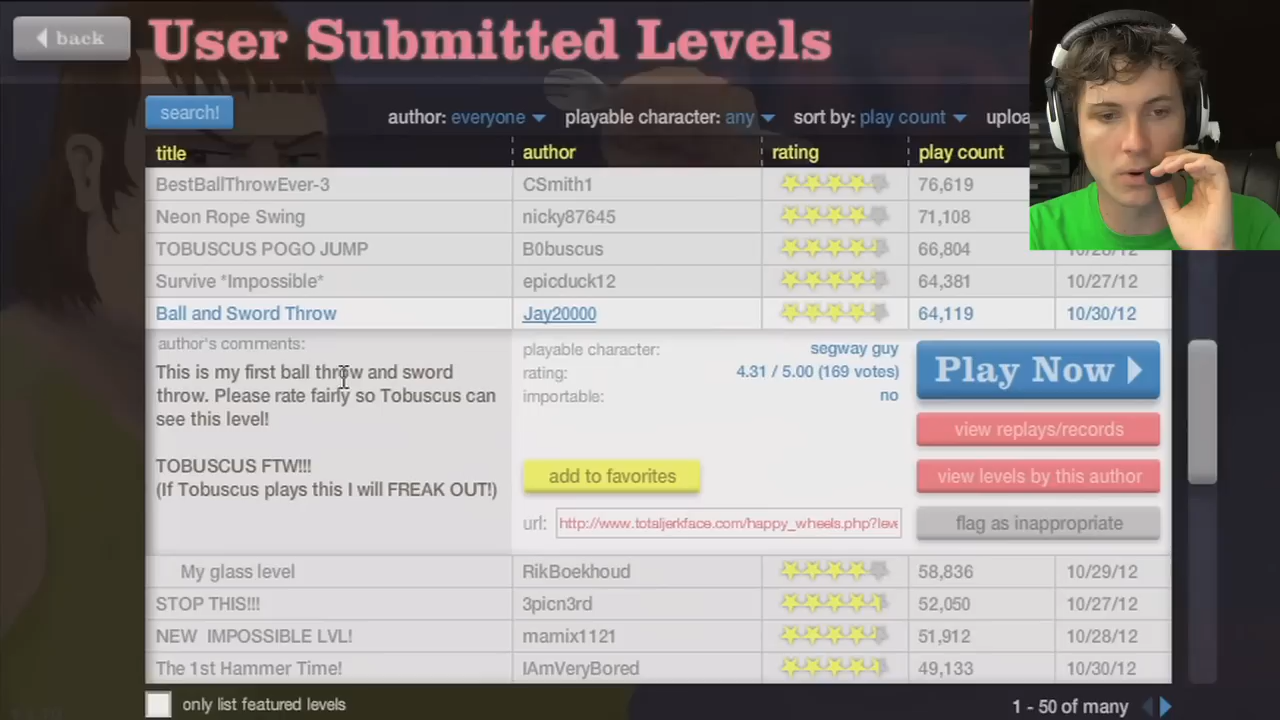 back
User Submitted Levels
search!
author: everyone playable character: any sort by: play count uploa
title author rating play count
BestBallThrowEver-3 CSmith1 76,619
Neon Rope Swing nicky87645 71,108
TOBUSCUS POGO JUMP B0buscus 66,804
Survive *Impossible* epicduck12 64,381 10/27/12
Ball and Sword Throw Jay20000 64,119 10/30/12
author's comments:
This is my first ball throw and sword
throw. Please rate fairly so Tobuscus can
see this level!
TOBUSCUS FTW!!!
(If Tobuscus plays this I will FREAK OUT!)
playable character: segway guy
rating: 4.31 / 5.00 (169 votes)
importable: no
add to favorites
url: http://www.totaljerkface.com/happy_wheels.php?leve
Play Now
view replays/records
view levels by this author
flag as inappropriate
My glass level RikBoekhoud 58,836 10/29/12
STOP THIS!!! 3picn3rd 52,050 10/27/12
NEW IMPOSSIBLE LVL! mamix1121 51,912 10/28/12
The 1st Hammer Time! IAmVeryBored 49,133 10/30/12
only list featured levels
1 - 50 of many